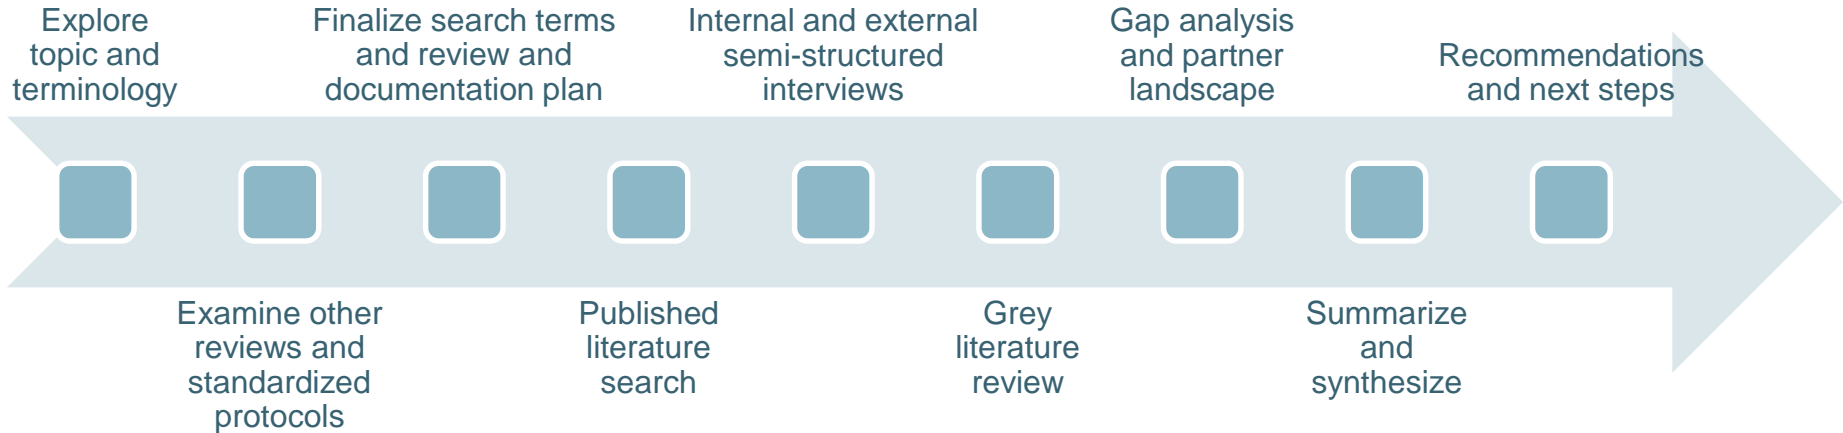 Explore
topic and
terminology
Examine other
reviews and
standardized
protocols
Finalize search terms
and review and
documentation plan
Published
literature
search
Internal and external
semi-structured
interviews
Grey
literature
review
Gap analysis
and partner
landscape
Summarize
and
synthesize
Recommendations
and next steps